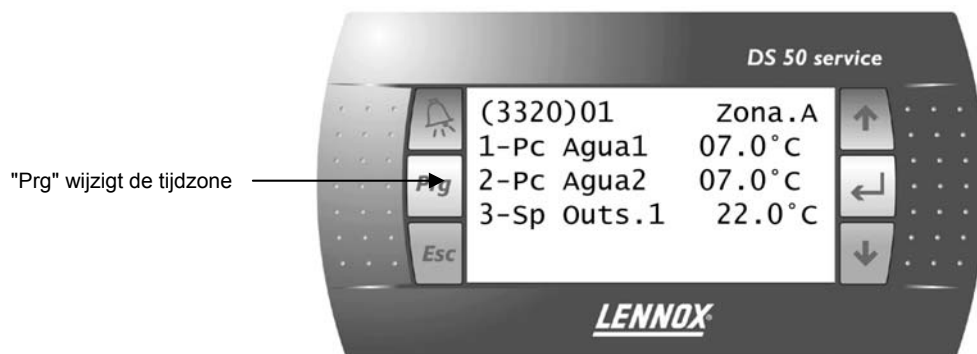 DS 50 service
(3320)01 Zona.A
1-Pc Agua1 07.0°C
"Prg" wijzigt de tijdzone
Prg
2-Pc Agua2 07.0°C
3-Sp Outs.1 22.0°C
Esc
LENNOX